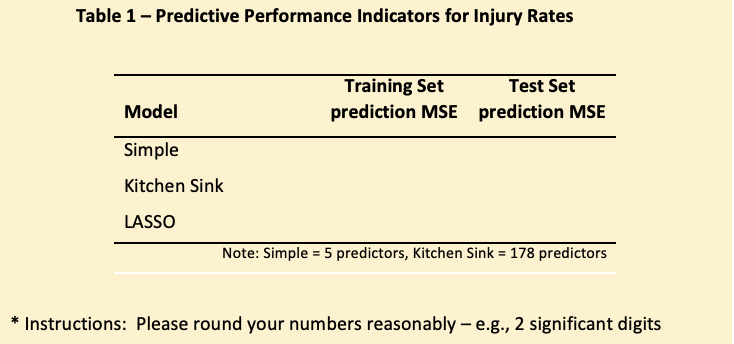 Table 1 – Predictive Performance Indicators for Injury Rates
Training Set Test Set
Model prediction MSE prediction MSE
Simple
Kitchen Sink
LASSO
Note: Simple = 5 predictors, Kitchen Sink = 178 predictors
* Instructions: Please round your numbers reasonably – e.g., 2 significant digits